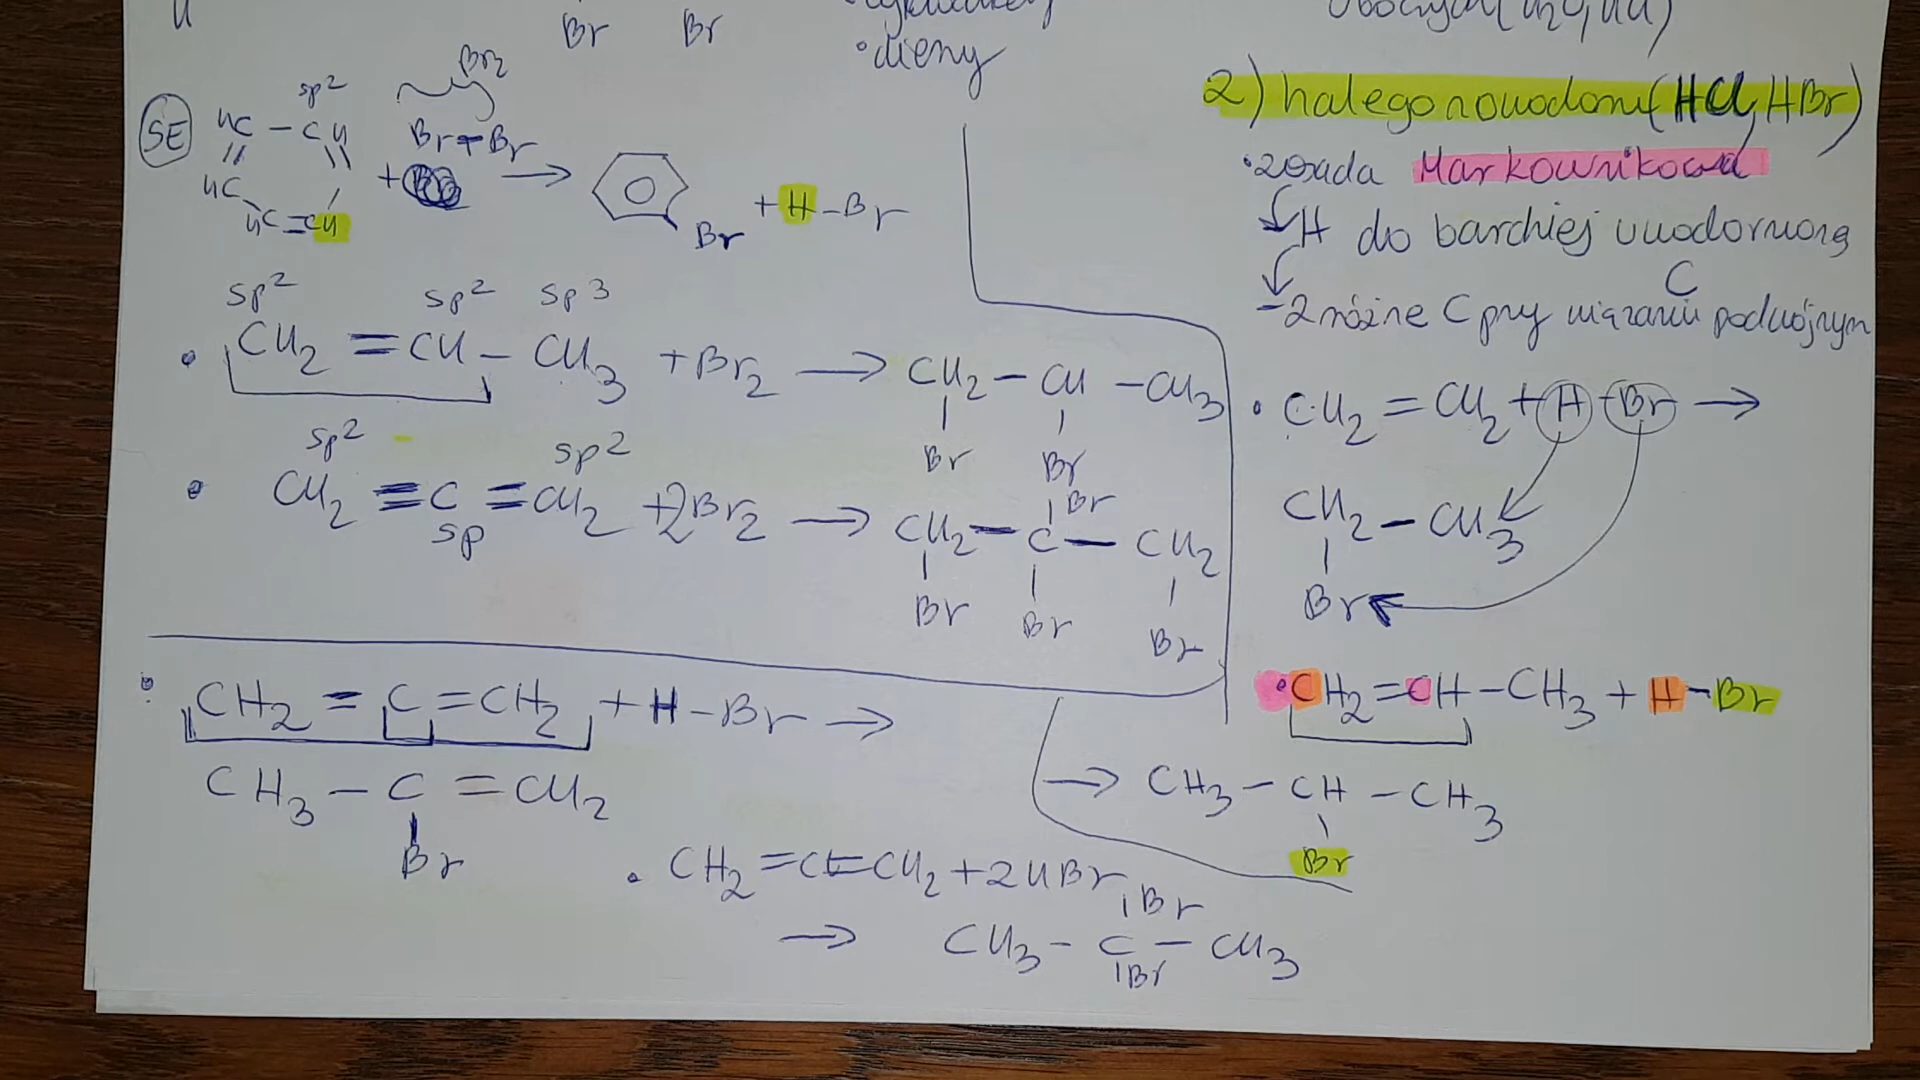 Br Br
• dieny
SE
HC – CH
sp²
HC
HC = CH
+
Br₂
Br – Br
→
Br
+ H – Br
sp² sp² sp³
• CH₂ = CH – CH₃ + Br₂ → CH₂ – CH – CH₃
Br Br
sp² sp²
• CH₂ = C = CH₂ + 2Br₂ → CH₂ – C – CH₂
sp
Br
Br Br Br
• CH₂ = C = CH₂ + H – Br →
CH₃ – C = CH₂
Br
• CH₂ = C = CH₂ + 2HBr
→ CH₃ – C – CH₃
Br
Br
2) halogenowodory (HCl, HBr)
• zasada Markownikowa
H do bardziej uwodorniong
C
– 2 różne C przy wiązaniu podwójnym
• CH₂ = CH₂ + H – Br →
CH₂ – CH₃
Br
• CH₂ = CH – CH₃ + H – Br
→ CH₃ – CH – CH₃
Br